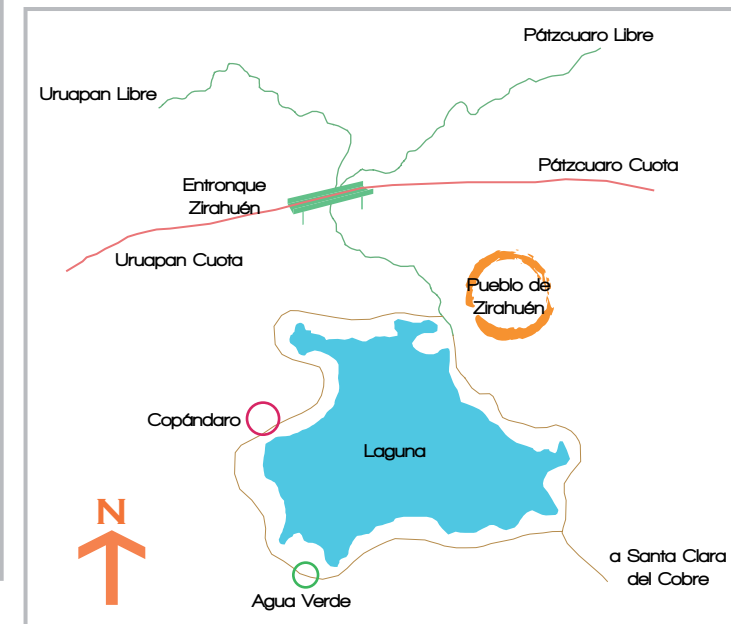 Pátzcuaro Libre
Uruapan Libre
Pátzcuaro Cuota
Entronque
Zirahuén
Uruapan Cuota
Pueblo de
Zirahuén
Copándaro
Laguna
N
a Santa Clara
del Cobre
Agua Verde